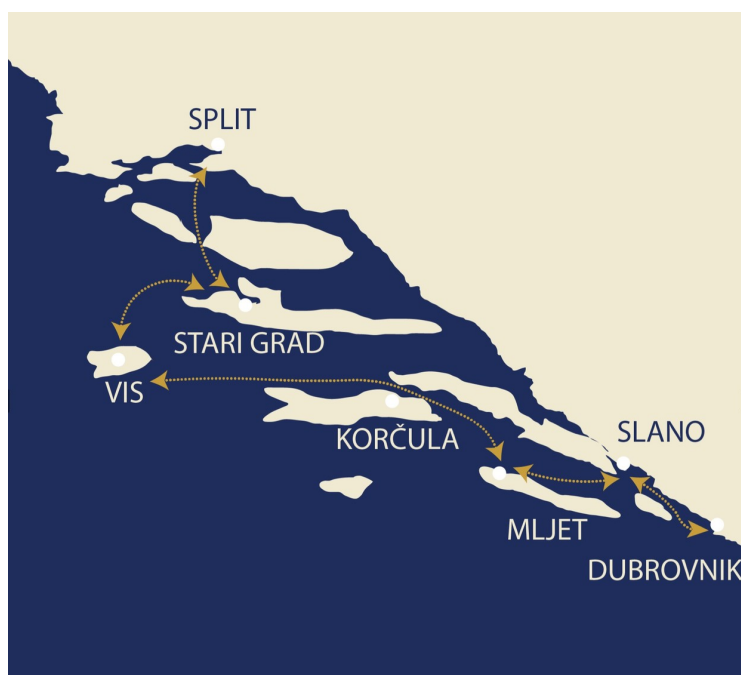 SPLIT
STARI GRAD
VIS
KORČULA
SLANO
MLJET
DUBROVNIK